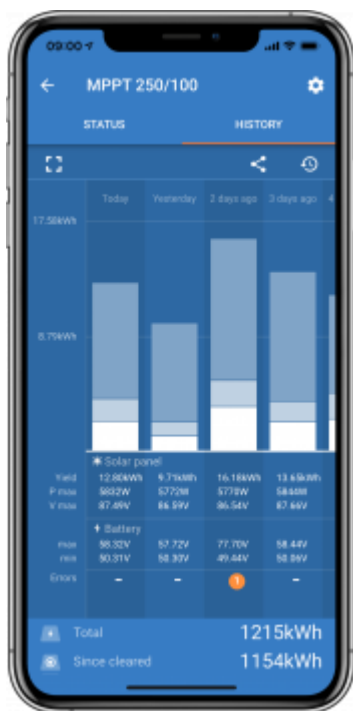 09:00
MPPT 250/100
STATUS HISTORY
Today Yesterday 2 days ago 3 days ago 4
17.58kWh
8.79kWh
Solar panel
Yield 12.80kWh 9.71kWh 16.18kWh 13.65kWh
P max 5832W 5772W 5770W 5844W
V max 87.49V 86.59V 86.54V 87.66V
Battery
max 58.32V 57.72V 77.70V 58.44V
min 50.31V 50.30V 49.44V 50.06V
Errors - - 1 -
Total 1215kWh
Since cleared 1154kWh